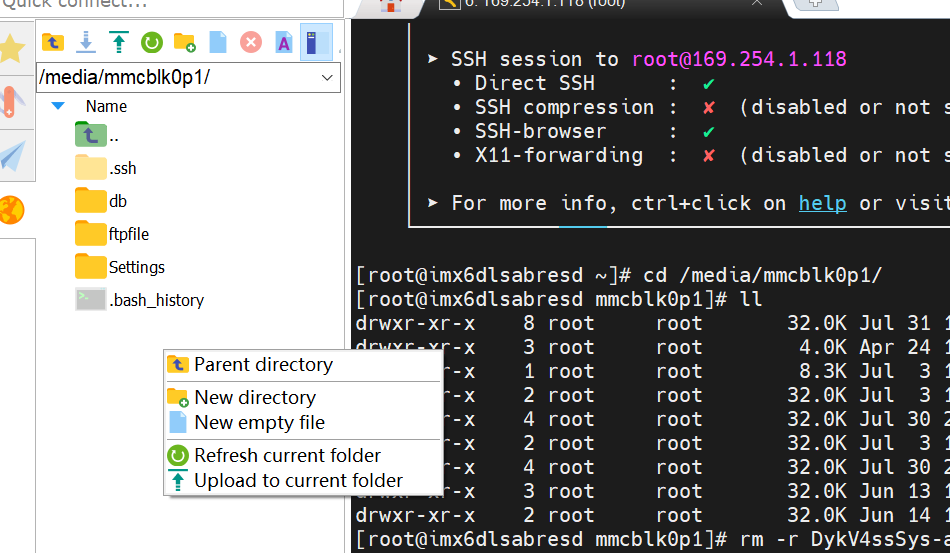 Quick connect...
6. 169.254.1.118 (root)
/media/mmcblk0p1/
Name
..
.ssh
db
ftpfile
Settings
.bash_history
Parent directory
New directory
New empty file
Refresh current folder
Upload to current folder
➤ SSH session to root@169.254.1.118
• Direct SSH : ✔
• SSH compression : ✘ (disabled or not s
• SSH-browser : ✔
• X11-forwarding : ✘ (disabled or not s
➤ For more info, ctrl+click on help or visit
[root@imx6dlsabresd ~]# cd /media/mmcblk0p1/
[root@imx6dlsabresd mmcblk0p1]# ll
drwxr-xr-x 8 root root 32.0K Jul 31 1
drwxr-xr-x 3 root root 4.0K Apr 24 1
-x 1 root root 8.3K Jul 3 1
-x 2 root root 32.0K Jul 3 1
-x 4 root root 32.0K Jul 30 2
-x 2 root root 32.0K Jul 3 1
-x 4 root root 32.0K Jul 30 2
-x 3 root root 32.0K Jun 13 1
drwxr-xr-x 2 root root 32.0K Jun 14 1
[root@imx6dlsabresd mmcblk0p1]# rm -r DykV4ssSys-a